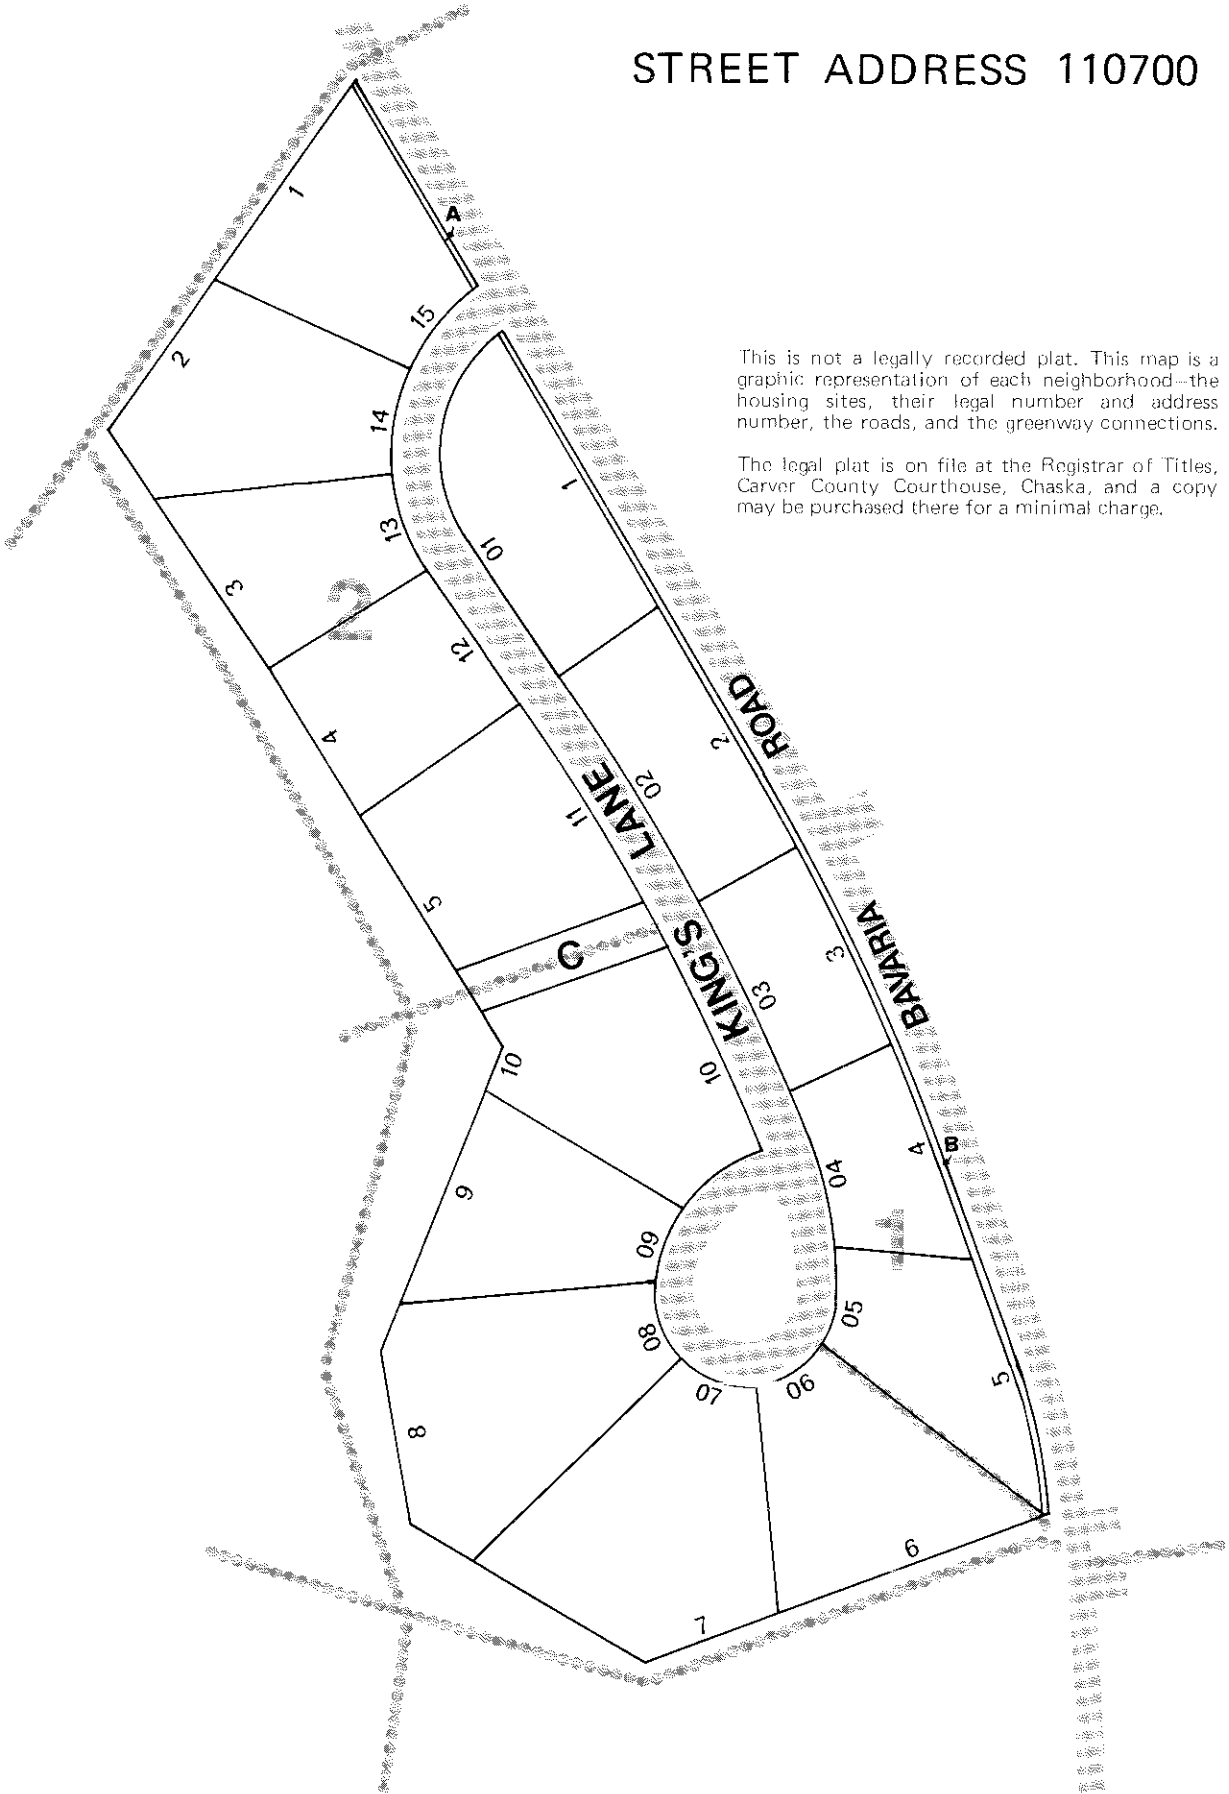 STREET ADDRESS 110700
This is not a legally recorded plat. This map is a
graphic representation of each neighborhood--the
housing sites, their legal number and address
number, the roads, and the greenway connections.
The legal plat is on file at the Registrar of Titles,
Carver County Courthouse, Chaska, and a copy
may be purchased there for a minimal charge.
1
A
15
2
14
1
13
01
3
2
12
4
2
ROAD
LANE
02
11
5
C
KING'S
3
BAVARIA
03
10
10
4
B
04
9
1
09
05
08
5
07
06
8
6
7